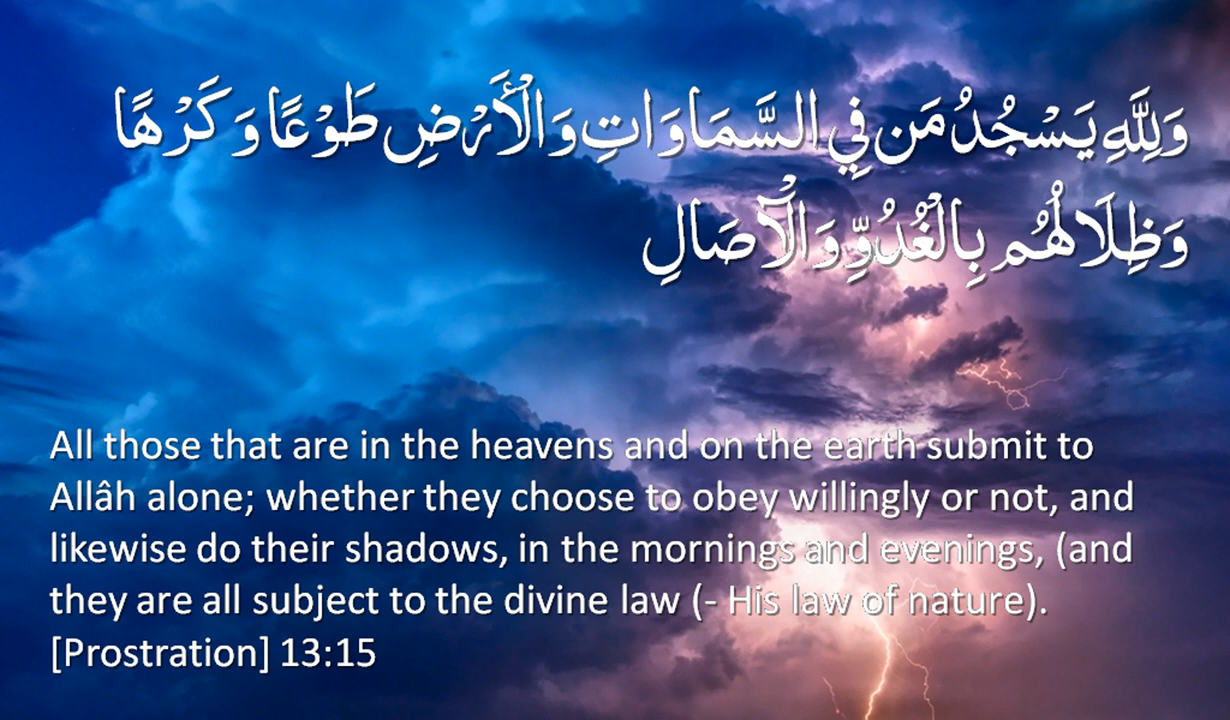 وَلِلَّهِ يَسْجُدُ مَن فِي السَّمَاوَاتِ وَالْأَرْضِ طَوْعًا وَكَرْهًا
وَظِلَالُهُم بِالْغُدُوِّ وَالْآصَالِ
All those that are in the heavens and on the earth submit to
Allâh alone; whether they choose to obey willingly or not, and
likewise do their shadows, in the mornings and evenings, (and
they are all subject to the divine law (- His law of nature).
[Prostration] 13:15